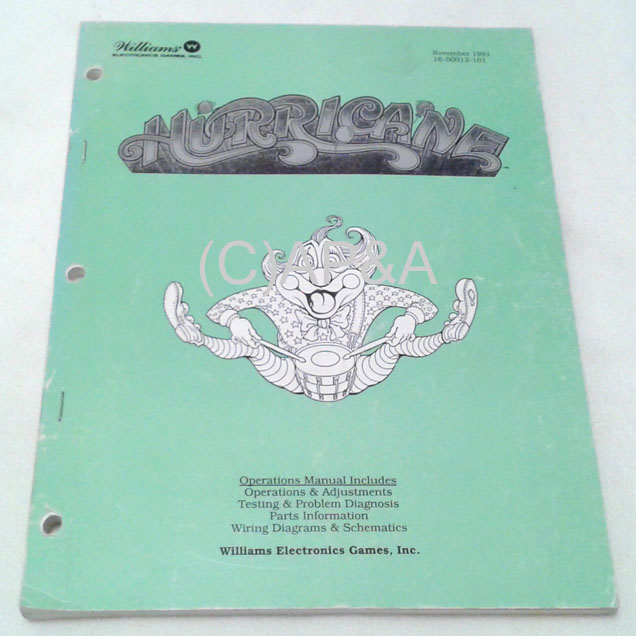 Williams W
ELECTRONICS GAMES, INC.
November 1991
16-50012-101
HURRICANE
TM
(C)AP&A
Operations Manual Includes
Operations & Adjustments
Testing & Problem Diagnosis
Parts Information
Wiring Diagrams & Schematics
Williams Electronics Games, Inc.